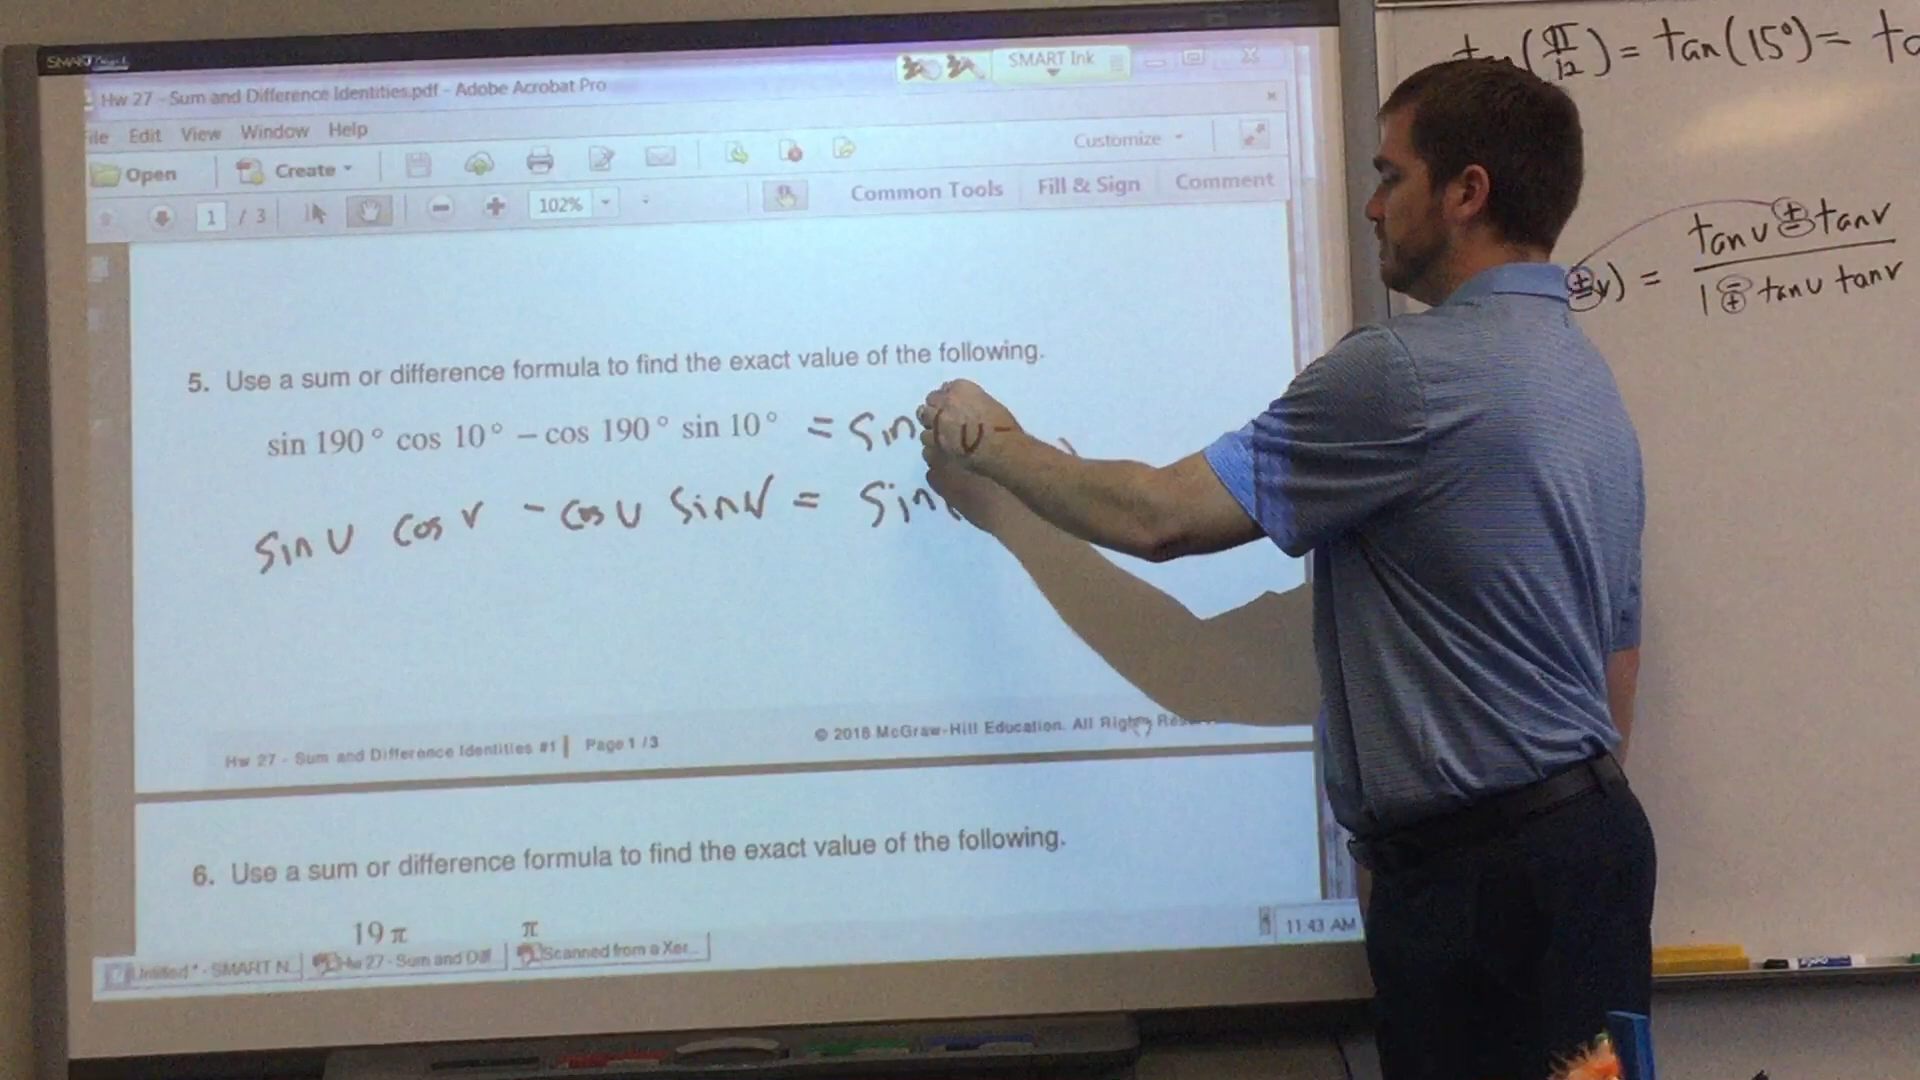 SMART
Hw 27 - Sum and Difference Identities.pdf - Adobe Acrobat Pro
SMART Ink
File Edit View Window Help
Open Create Customize
1 / 3 102% Common Tools Fill & Sign Comment
5. Use a sum or difference formula to find the exact value of the following.
sin 190° cos 10° − cos 190° sin 10° = sin(u-
sin u cos v - cos u sin v = sin(
Hw 27 - Sum and Difference Identities #1 | Page 1 / 3 © 2018 McGraw-Hill Education. All Rights
6. Use a sum or difference formula to find the exact value of the following.
19π π
Untitled * - SMART N... Hw 27 - Sum and Dif... Scanned from a Xer... 11:43 AM
(π/12) = tan(15°) =
±v) = tan u ± tan v
1 ∓ tan u tan v